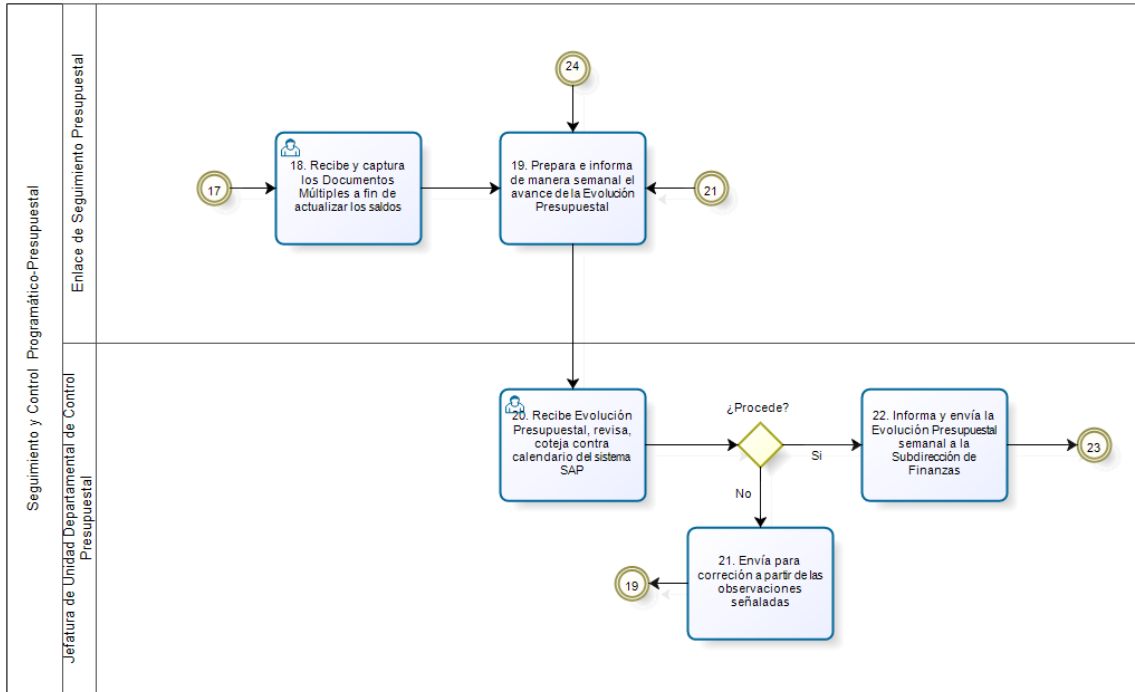 Seguimiento y Control Programático-Presupuestal
Enlace de Seguimiento Presupuestal
24
17
18. Recibe y captura
los Documentos
Múltiples a fin de
actualizar los saldos
19. Prepara e informa
de manera semanal el
avance de la Evolución
Presupuestal
21
Jefatura de Unidad Departamental de Control
Presupuestal
20. Recibe Evolución
Presupuestal, revisa,
coteja contra
calendario del sistema
SAP
¿Procede?
Si
No
22. Informa y envía la
Evolución Presupuestal
semanal a la
Subdirección de
Finanzas
23
21. Envía para
correción a partir de las
observaciones
señaladas
19